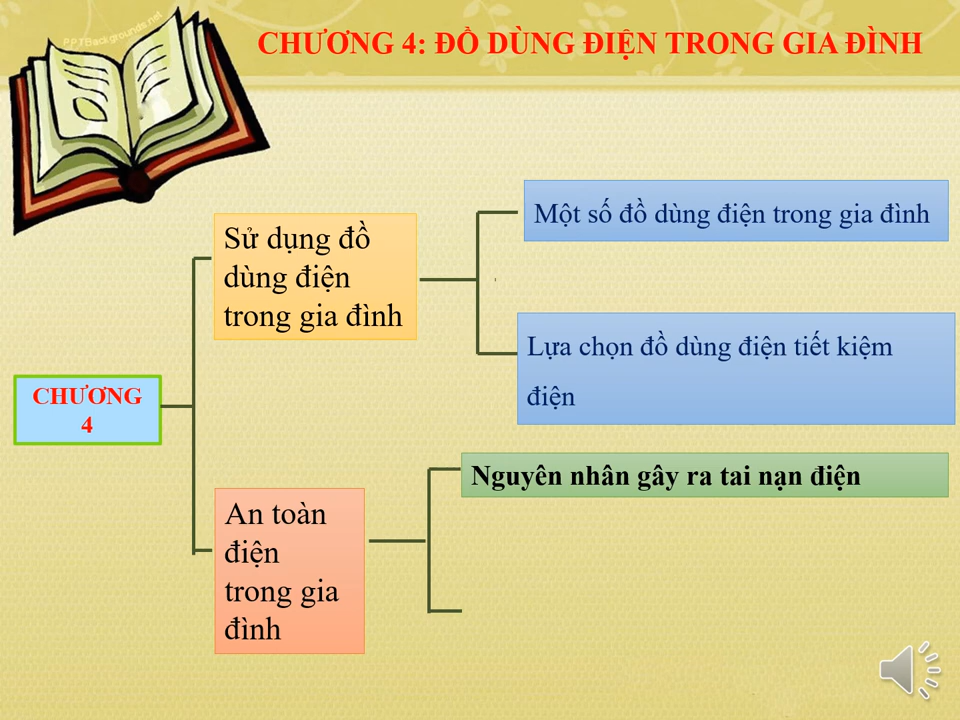 PPTBackgrounds.net
CHƯƠNG 4: ĐỒ DÙNG ĐIỆN TRONG GIA ĐÌNH
Một số đồ dùng điện trong gia đình
Sử dụng đồ
dùng điện
trong gia đình
Lựa chọn đồ dùng điện tiết kiệm
điện
CHƯƠNG
4
Nguyên nhân gây ra tai nạn điện
An toàn
điện
trong gia
đình